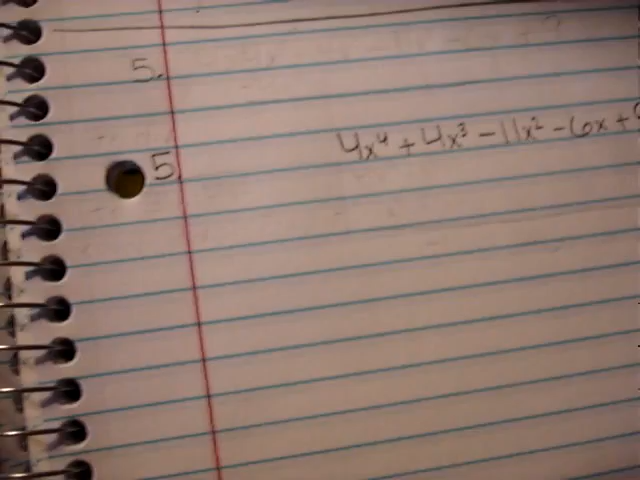 5.
4x⁴ + 4x³ - 11x² - 6x +
5.